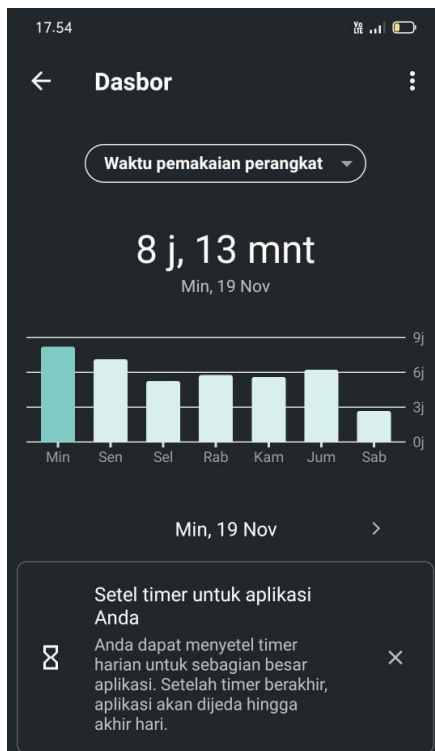 17.54
Vo
LTE
Dasbor
Waktu pemakaian perangkat
8 j, 13 mnt
Min, 19 Nov
9j
6j
3j
0j
Min Sen Sel Rab Kam Jum Sab
Min, 19 Nov
Setel timer untuk aplikasi
Anda
Anda dapat menyetel timer
harian untuk sebagian besar
aplikasi. Setelah timer berakhir,
aplikasi akan dijeda hingga
akhir hari.